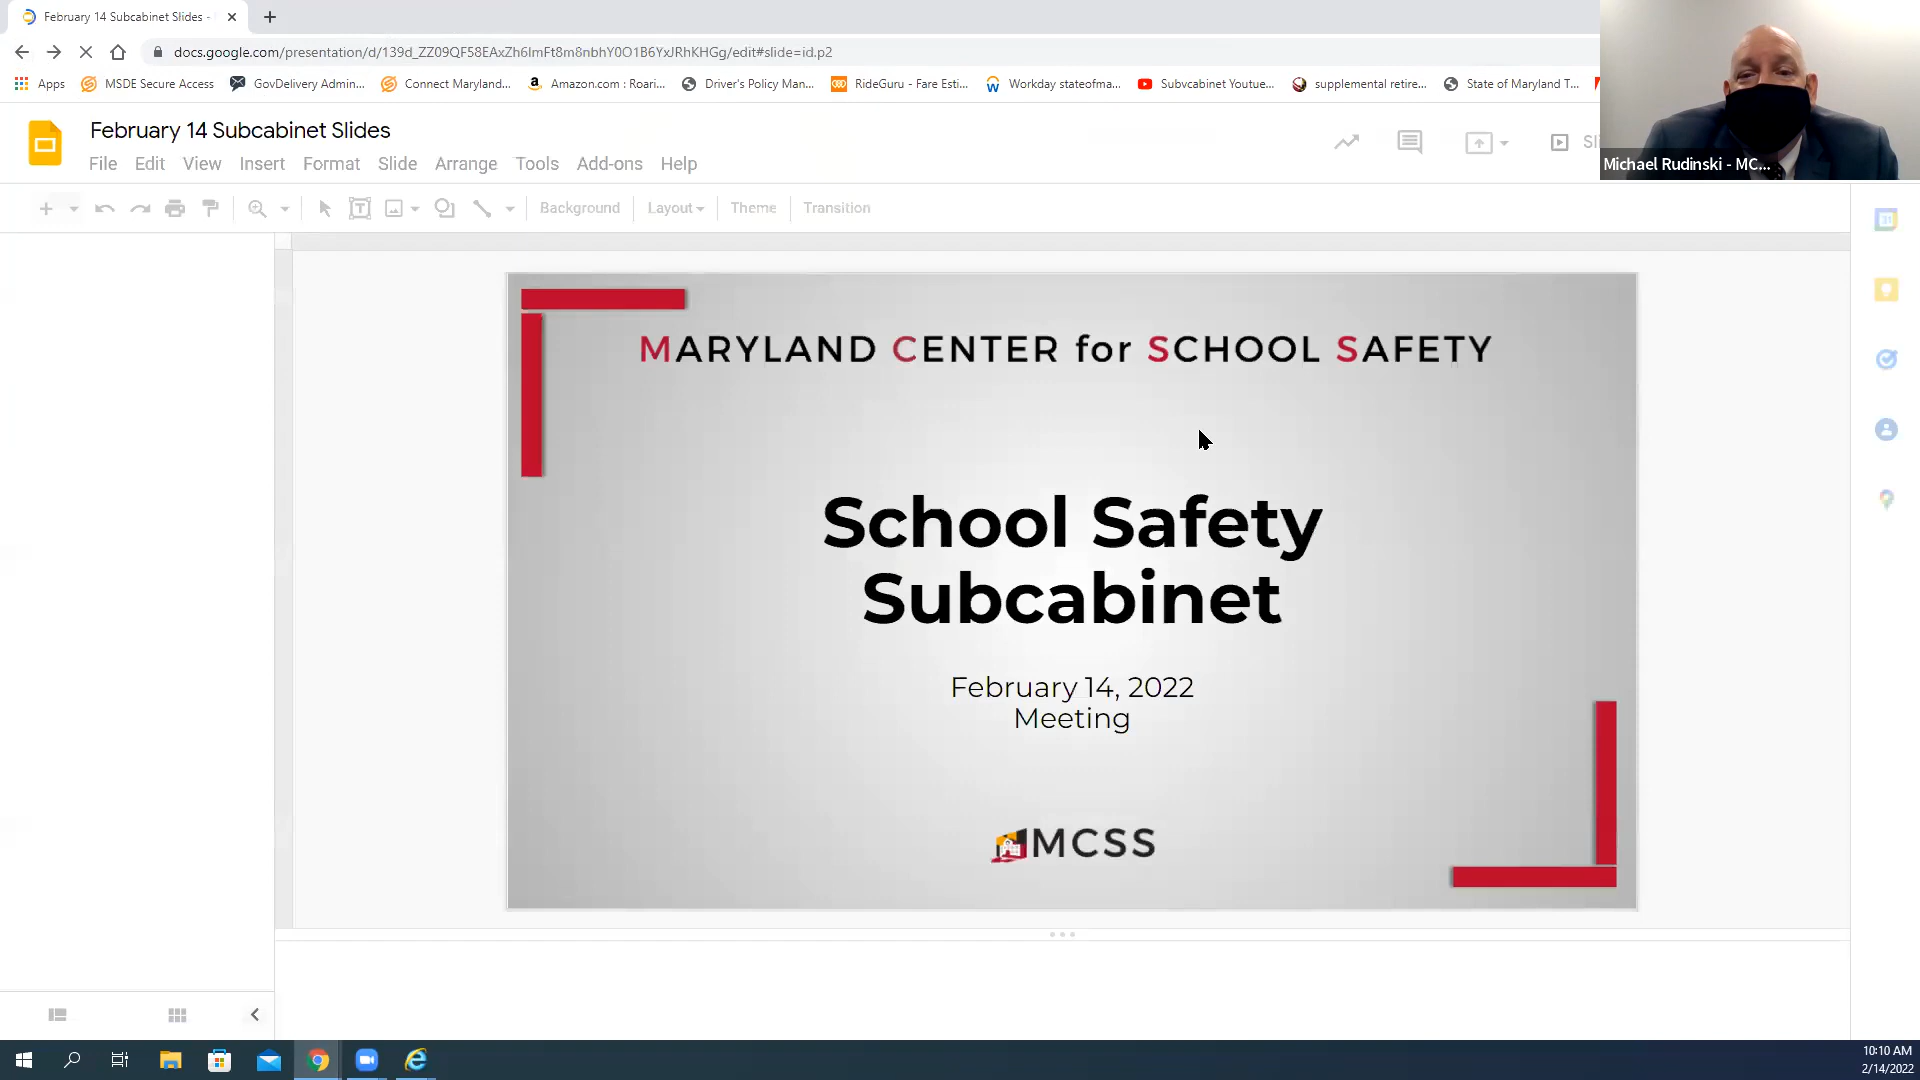 February 14 Subcabinet Slides -
docs.google.com/presentation/d/139d_ZZ09QF58EAxZh6ImFt8m8nbhY0O1B6YxJRhKHGg/edit#slide=id.p2
Apps MSDE Secure Access GovDelivery Admin... Connect Maryland... Amazon.com : Roari... Driver's Policy Man... RideGuru - Fare Esti... Workday stateofma... Subvcabinet Youtue... supplemental retire... State of Maryland T...
February 14 Subcabinet Slides
File Edit View Insert Format Slide Arrange Tools Add-ons Help
Background Layout Theme Transition
Michael Rudinski - MC...
MARYLAND CENTER for SCHOOL SAFETY
School Safety
Subcabinet
February 14, 2022
Meeting
MCSS
10:10 AM
2/14/2022